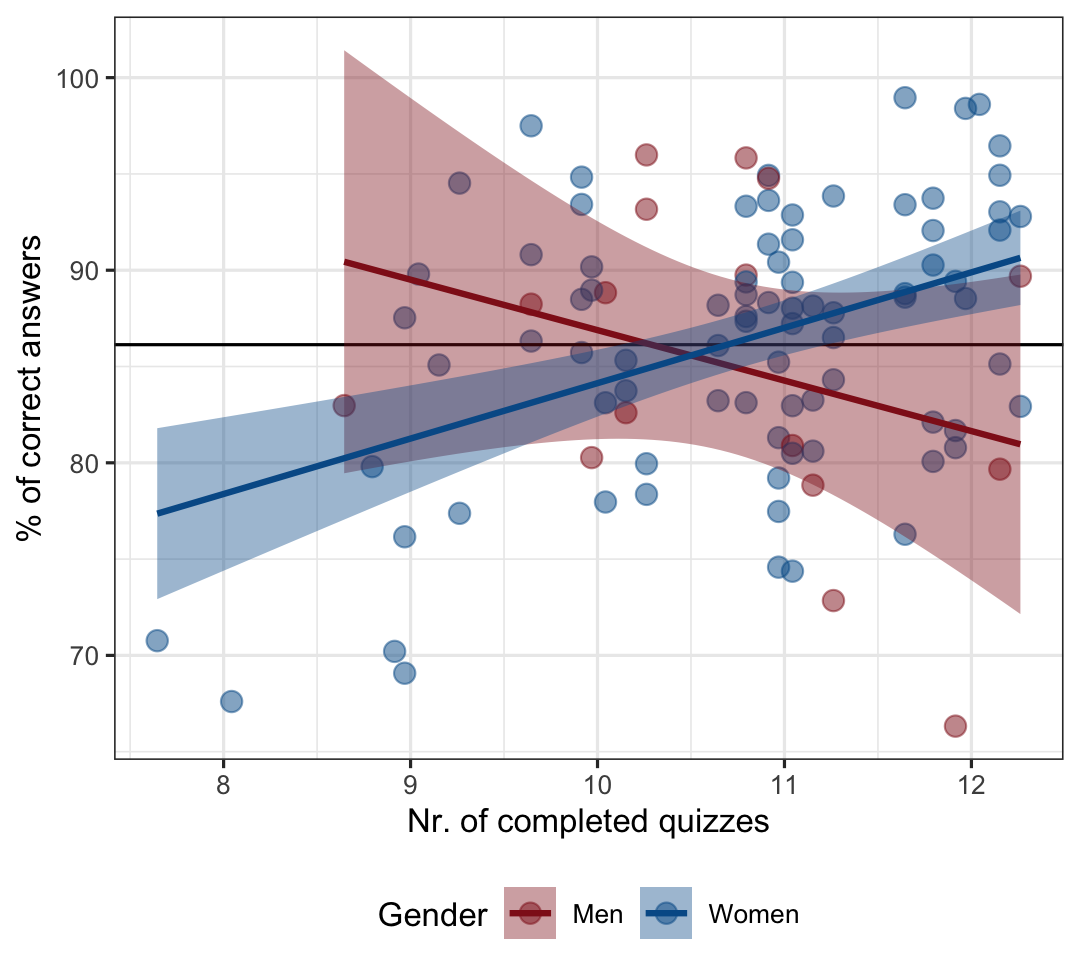 100
90
80
70
% of correct answers
8 9 10 11 12
Nr. of completed quizzes
Gender Men Women